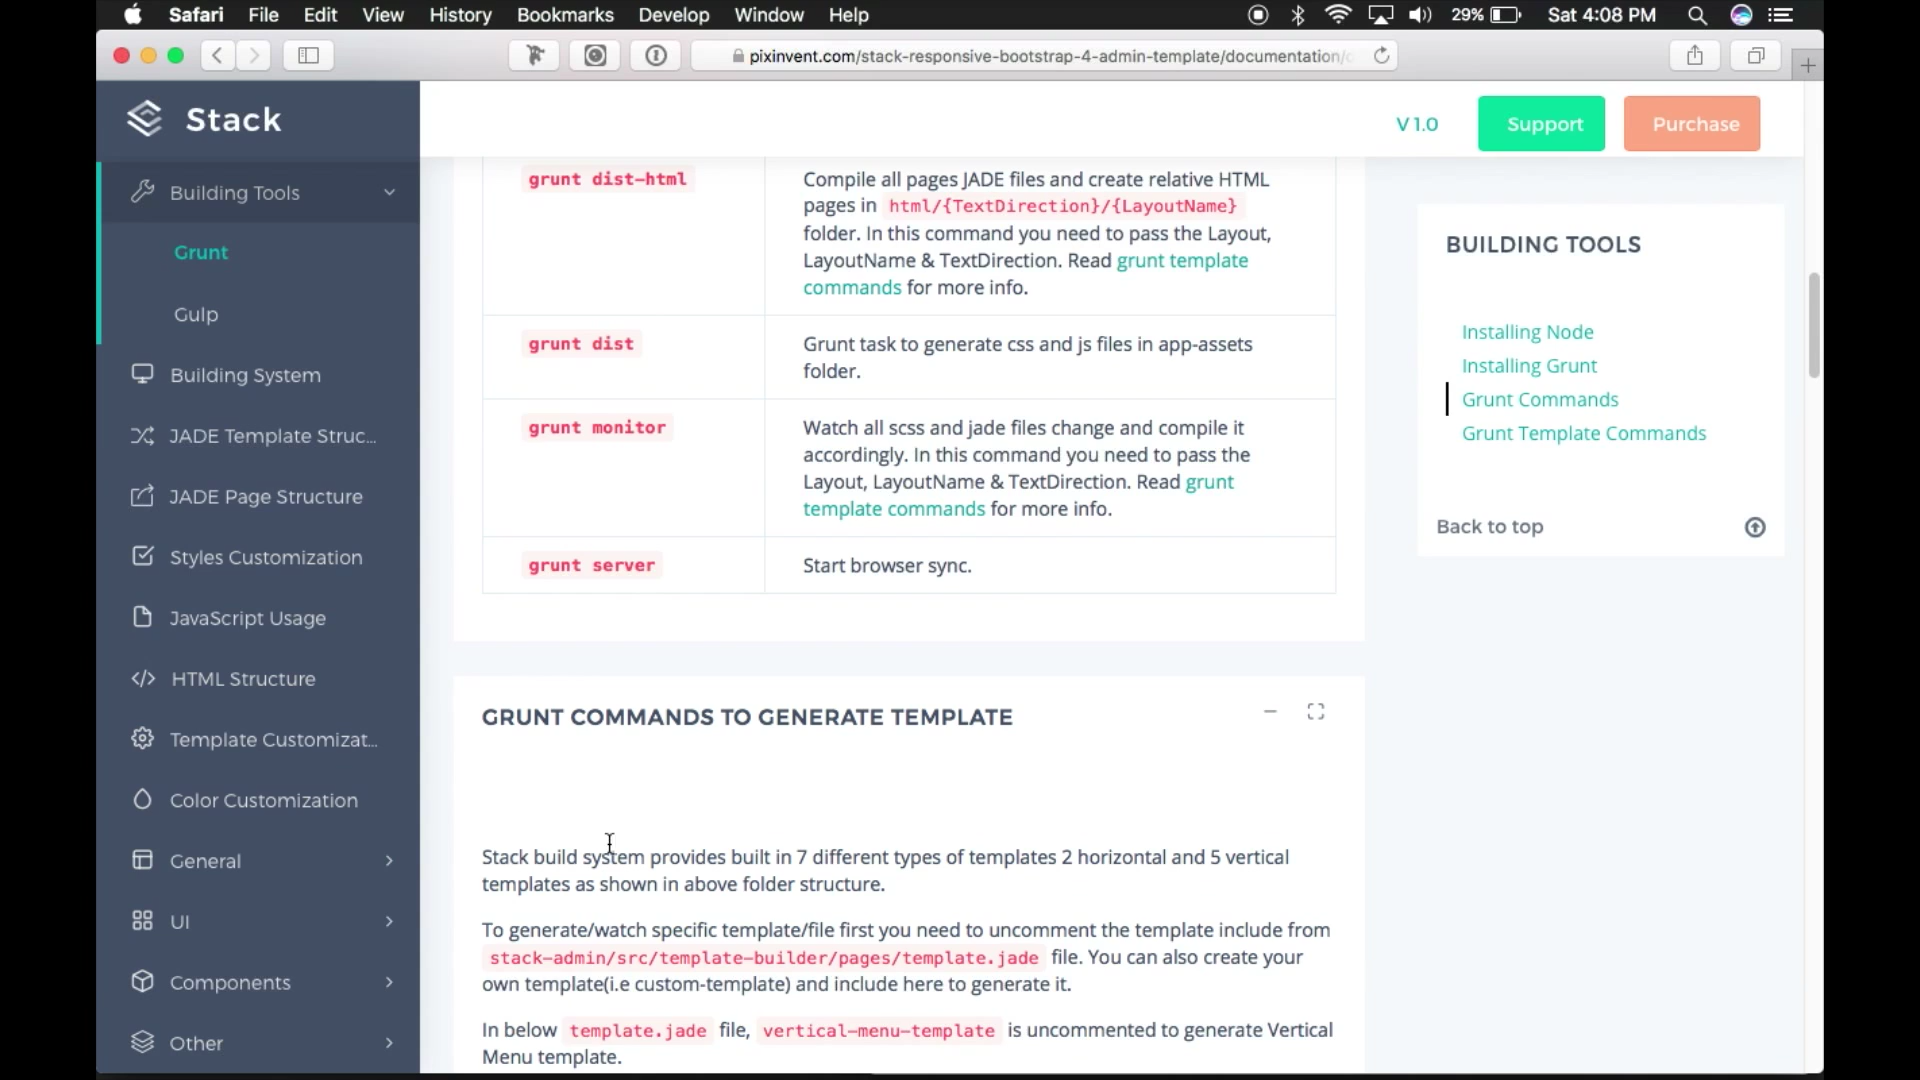 Safari File Edit View History Bookmarks Develop Window Help 29% Sat 4:08 PM
pixinvent.com/stack-responsive-bootstrap-4-admin-template/documentation/
Stack
V 1.0 Support Purchase
Building Tools
Grunt
Gulp
Building System
JADE Template Struc...
JADE Page Structure
Styles Customization
JavaScript Usage
HTML Structure
Template Customizat...
Color Customization
General
UI
Components
Other
grunt dist-html
Compile all pages JADE files and create relative HTML
pages in html/{TextDirection}/{LayoutName}
folder. In this command you need to pass the Layout,
LayoutName & TextDirection. Read grunt template
commands for more info.
grunt dist
Grunt task to generate css and js files in app-assets
folder.
grunt monitor
Watch all scss and jade files change and compile it
accordingly. In this command you need to pass the
Layout, LayoutName & TextDirection. Read grunt
template commands for more info.
grunt server
Start browser sync.
GRUNT COMMANDS TO GENERATE TEMPLATE
Stack build system provides built in 7 different types of templates 2 horizontal and 5 vertical
templates as shown in above folder structure.
To generate/watch specific template/file first you need to uncomment the template include from
stack-admin/src/template-builder/pages/template.jade file. You can also create your
own template(i.e custom-template) and include here to generate it.
In below template.jade file, vertical-menu-template is uncommented to generate Vertical
Menu template.
BUILDING TOOLS
Installing Node
Installing Grunt
Grunt Commands
Grunt Template Commands
Back to top